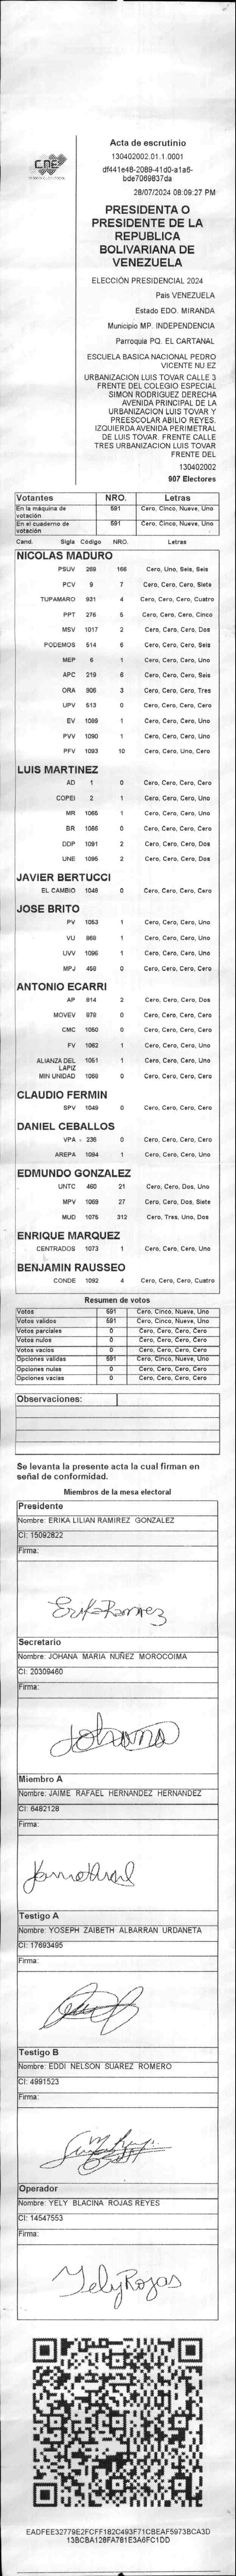 CNE
Acta de escrutinio
130402002.01.1.0001
df441e48-2089-41d0-a1a6-
bde7069837da
28/07/2024 08:09:27 PM
PRESIDENTA O
PRESIDENTE DE LA
REPUBLICA
BOLIVARIANA DE
VENEZUELA
ELECCIÓN PRESIDENCIAL 2024
Pais VENEZUELA
Estado EDO. MIRANDA
Municipio MP. INDEPENDENCIA
Parroquia PQ. EL CARTANAL
ESCUELA BASICA NACIONAL PEDRO
VICENTE NU EZ
URBANIZACION LUIS TOVAR CALLE 3
FRENTE DEL COLEGIO ESPECIAL
SIMON RODRIGUEZ DERECHA
AVENIDA PRINCIPAL DE LA
URBANIZACION LUIS TOVAR Y
PREESCOLAR ABILIO REYES.
IZQUIERDA AVENIDA PERIMETRAL
DE LUIS TOVAR. FRENTE CALLE
TRES URBANIZACION LUIS TOVAR
FRENTE DEL
130402002
907 Electores
Votantes NRO. Letras
En la máquina de votación 591 Cero, Cinco, Nueve, Uno
En el cuaderno de votación 591 Cero, Cinco, Nueve, Uno
Cand. Sigla Código NRO. Letras
NICOLAS MADURO
PSUV 269 166 Cero, Uno, Seis, Seis
PCV 9 7 Cero, Cero, Cero, Siete
TUPAMARO 931 4 Cero, Cero, Cero, Cuatro
PPT 276 5 Cero, Cero, Cero, Cinco
MSV 1017 2 Cero, Cero, Cero, Dos
PODEMOS 514 6 Cero, Cero, Cero, Seis
MEP 6 1 Cero, Cero, Cero, Uno
APC 219 6 Cero, Cero, Cero, Seis
ORA 906 3 Cero, Cero, Cero, Tres
UPV 513 0 Cero, Cero, Cero, Cero
EV 1089 1 Cero, Cero, Cero, Uno
PVV 1090 1 Cero, Cero, Cero, Uno
PFV 1093 10 Cero, Cero, Uno, Cero
LUIS MARTINEZ
AD 1 0 Cero, Cero, Cero, Cero
COPEI 2 1 Cero, Cero, Cero, Uno
MR 1065 1 Cero, Cero, Cero, Uno
BR 1066 0 Cero, Cero, Cero, Cero
DDP 1091 2 Cero, Cero, Cero, Dos
UNE 1095 2 Cero, Cero, Cero, Dos
JAVIER BERTUCCI
EL CAMBIO 1048 0 Cero, Cero, Cero, Cero
JOSE BRITO
PV 1053 1 Cero, Cero, Cero, Uno
VU 868 1 Cero, Cero, Cero, Uno
UVV 1096 1 Cero, Cero, Cero, Uno
MPJ 458 0 Cero, Cero, Cero, Cero
ANTONIO ECARRI
AP 814 2 Cero, Cero, Cero, Dos
MOVEV 978 0 Cero, Cero, Cero, Cero
CMC 1050 0 Cero, Cero, Cero, Cero
FV 1062 1 Cero, Cero, Cero, Uno
ALIANZA DEL LAPIZ 1051 1 Cero, Cero, Cero, Uno
MIN UNIDAD 1068 0 Cero, Cero, Cero, Cero
CLAUDIO FERMIN
SPV 1049 0 Cero, Cero, Cero, Cero
DANIEL CEBALLOS
VPA 236 0 Cero, Cero, Cero, Cero
AREPA 1094 1 Cero, Cero, Cero, Uno
EDMUNDO GONZALEZ
UNTC 460 21 Cero, Cero, Dos, Uno
MPV 1069 27 Cero, Cero, Dos, Siete
MUD 1075 312 Cero, Tres, Uno, Dos
ENRIQUE MARQUEZ
CENTRADOS 1073 1 Cero, Cero, Cero, Uno
BENJAMIN RAUSSEO
CONDE 1092 4 Cero, Cero, Cero, Cuatro
Resumen de votos
Votos 591 Cero, Cinco, Nueve, Uno
Votos validos 591 Cero, Cinco, Nueve, Uno
Votos parciales 0 Cero, Cero, Cero, Cero
Votos nulos 0 Cero, Cero, Cero, Cero
Votos vacios 0 Cero, Cero, Cero, Cero
Opciones validas 591 Cero, Cinco, Nueve, Uno
Opciones nulas 0 Cero, Cero, Cero, Cero
Opciones vacias 0 Cero, Cero, Cero, Cero
Observaciones:
Se levanta la presente acta la cual firman en
señal de conformidad.
Miembros de la mesa electoral
Presidente
Nombre: ERIKA LILIAN RAMIREZ GONZALEZ
CI: 15092822
Firma:
Erika Ramirez
Secretario
Nombre: JOHANA MARIA NUÑEZ MOROCOIMA
CI: 20309460
Firma:
Johana
Miembro A
Nombre: JAIME RAFAEL HERNANDEZ HERNANDEZ
CI: 6482128
Firma:
Testigo A
Nombre: YOSEPH ZAIBETH ALBARRAN URDANETA
CI: 17693495
Firma:
Testigo B
Nombre: EDDI NELSON SUAREZ ROMERO
CI: 4991523
Firma:
Operador
Nombre: YELY BLACINA ROJAS REYES
CI: 14547553
Firma:
Yely Rojas
EADFEE32779E2FCFF182C493F71CBEAF5973BCA3D
13BCBA128FA781E3A6FC1DD